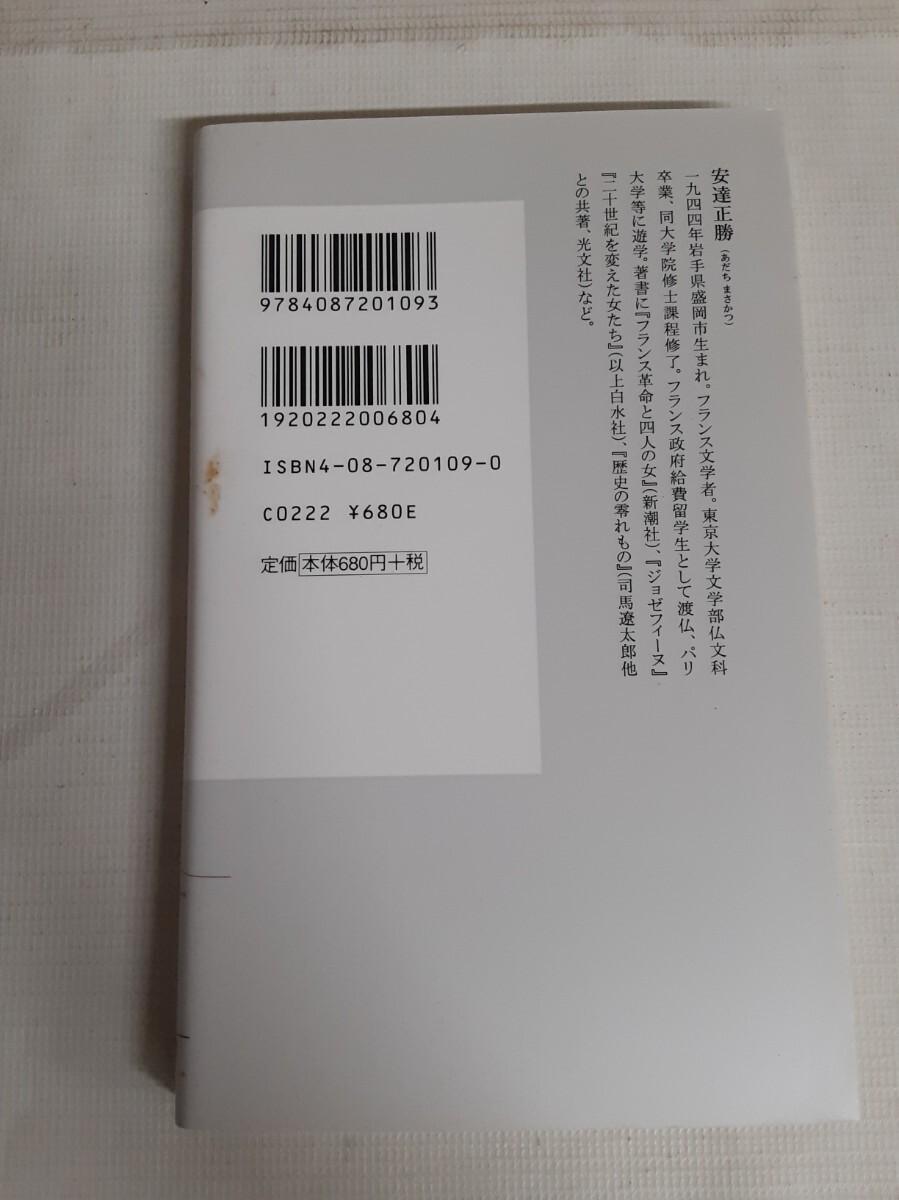 安達正勝(あだち まさかつ)
一九四四年岩手県盛岡市生まれ。フランス文学者。東京大学文学部仏文科
卒業、同大学院修士課程修了。フランス政府給費留学生として渡仏、パリ
大学等に遊学。著書に『フランス革命と四人の女』(新潮社)、『ジョゼフィーヌ』
『二十世紀を変えた女たち』(以上白水社)、『歴史の零れもの』(司馬遼太郎他
との共著、光文社)など。
9784087201093
1920222006804
ISBN4-08-720109-0
C0222 ¥680E
定価 本体680円+税